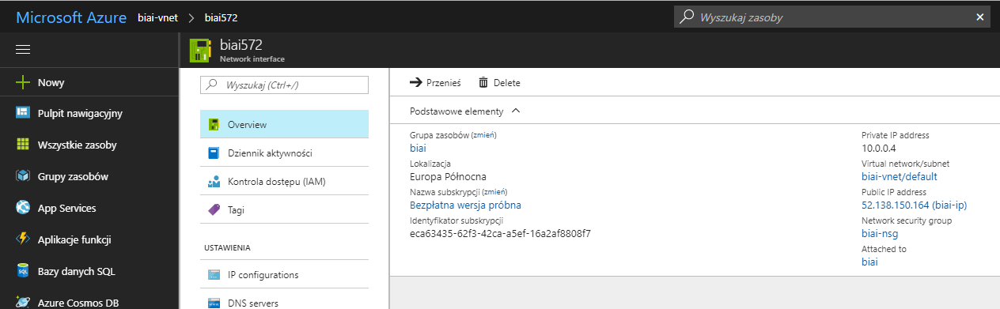 Microsoft Azure biai-vnet > biai572
Wyszukaj zasoby
biai572
Network interface
Nowy
Pulpit nawigacyjny
Wszystkie zasoby
Grupy zasobów
App Services
Aplikacje funkcji
Bazy danych SQL
Azure Cosmos DB
Wyszukaj (Ctrl+/)
Overview
Dziennik aktywności
Kontrola dostępu (IAM)
Tagi
USTAWIENIA
IP configurations
DNS servers
Przenieś Delete
Podstawowe elementy
Grupa zasobów (zmień)
biai
Lokalizacja
Europa Północna
Nazwa subskrypcji (zmień)
Bezpłatna wersja próbna
Identyfikator subskrypcji
eca63435-62f3-42ca-a5ef-16a2af8808f7
Private IP address
10.0.0.4
Virtual network/subnet
biai-vnet/default
Public IP address
52.138.150.164 (biai-ip)
Network security group
biai-nsg
Attached to
biai